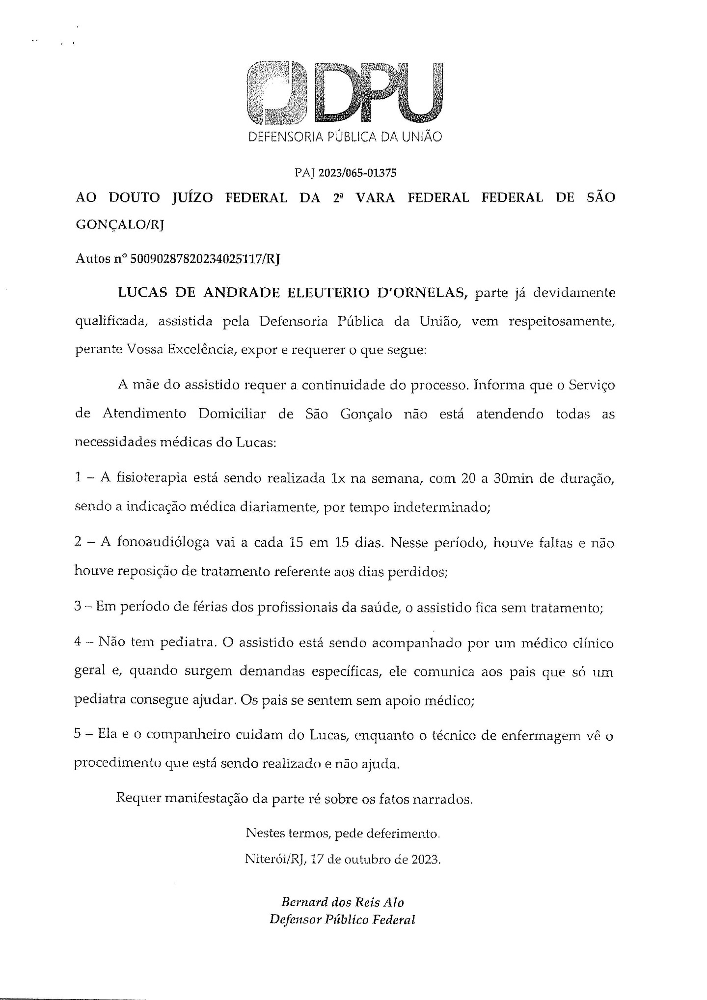 DPU
DEFENSORIA PÚBLICA DA UNIÃO
PAJ 2023/065-01375
AO DOUTO JUÍZO FEDERAL DA 2ª VARA FEDERAL FEDERAL DE SÃO
GONÇALO/RJ
Autos nº 50090287820234025117/RJ
LUCAS DE ANDRADE ELEUTERIO D'ORNELAS, parte já devidamente
qualificada, assistida pela Defensoria Pública da União, vem respeitosamente,
perante Vossa Excelência, expor e requerer o que segue:
A mãe do assistido requer a continuidade do processo. Informa que o Serviço
de Atendimento Domiciliar de São Gonçalo não está atendendo todas as
necessidades médicas do Lucas:
1 – A fisioterapia está sendo realizada 1x na semana, com 20 a 30min de duração,
sendo a indicação médica diariamente, por tempo indeterminado;
2 – A fonoaudióloga vai a cada 15 em 15 dias. Nesse período, houve faltas e não
houve reposição de tratamento referente aos dias perdidos;
3 – Em período de férias dos profissionais da saúde, o assistido fica sem tratamento;
4 – Não tem pediatra. O assistido está sendo acompanhado por um médico clínico
geral e, quando surgem demandas específicas, ele comunica aos pais que só um
pediatra consegue ajudar. Os pais se sentem sem apoio médico;
5 – Ela e o companheiro cuidam do Lucas, enquanto o técnico de enfermagem vê o
procedimento que está sendo realizado e não ajuda.
Requer manifestação da parte ré sobre os fatos narrados.
Nestes termos, pede deferimento.
Niterói/RJ, 17 de outubro de 2023.
Bernard dos Reis Alo
Defensor Público Federal